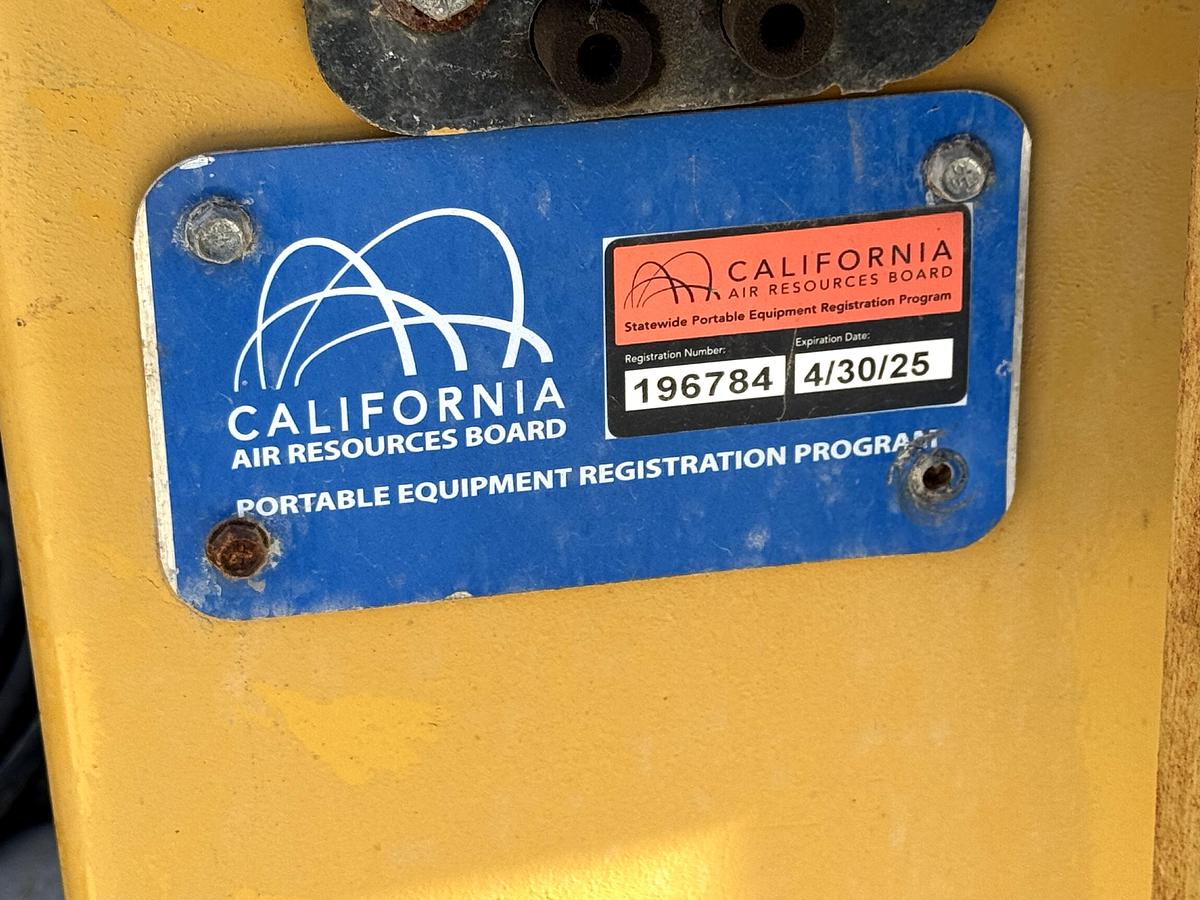 CALIFORNIA
AIR RESOURCES BOARD
PORTABLE EQUIPMENT REGISTRATION PROGRAM
CALIFORNIA
AIR RESOURCES BOARD
Statewide Portable Equipment Registration Program
Registration Number: Expiration Date:
196784 4/30/25